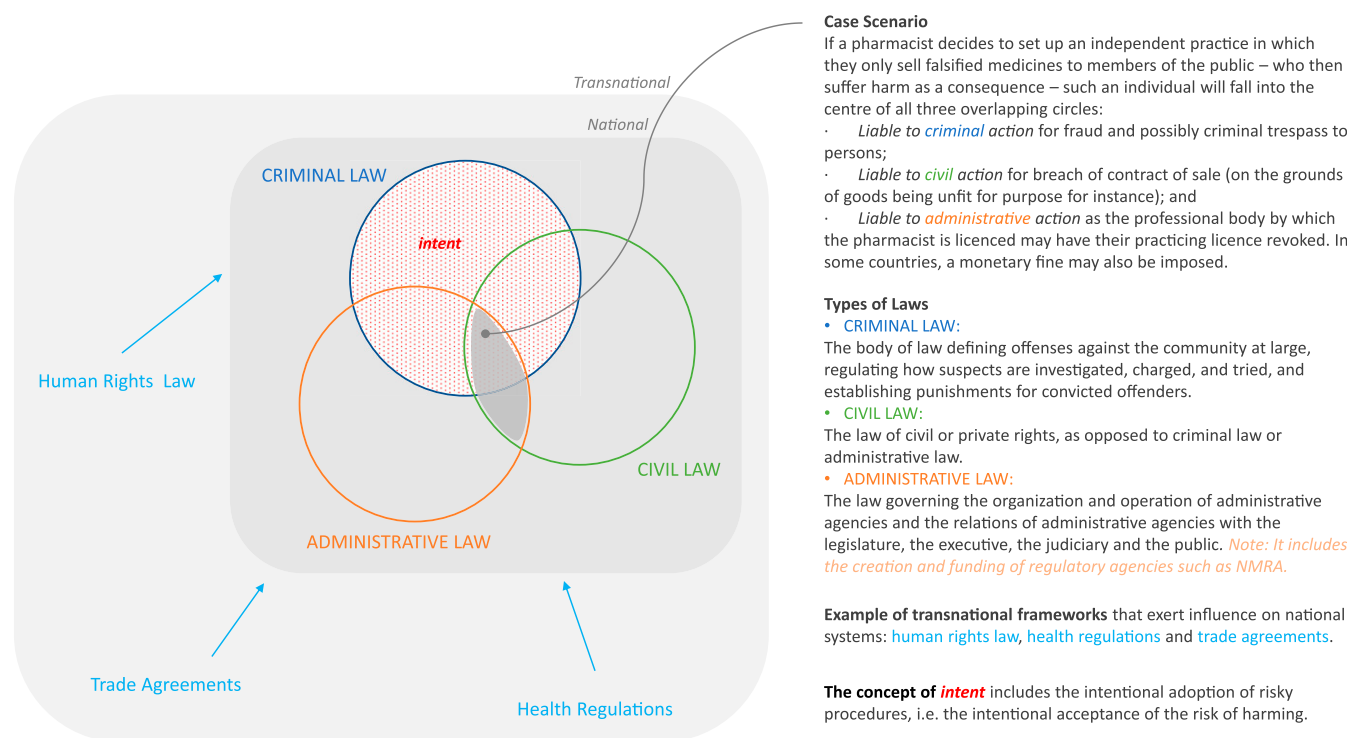 Transnational
National
CRIMINAL LAW
intent
Human Rights  Law
CIVIL LAW
ADMINISTRATIVE LAW
Trade Agreements
Health Regulations
Case Scenario
If a pharmacist decides to set up an independent practice in which
they only sell falsified medicines to members of the public – who then
suffer harm as a consequence – such an individual will fall into the
centre of all three overlapping circles:
· Liable to criminal action for fraud and possibly criminal trespass to
persons;
· Liable to civil action for breach of contract of sale (on the grounds
of goods being unfit for purpose for instance); and
· Liable to administrative action as the professional body by which
the pharmacist is licenced may have their practicing licence revoked. In
some countries, a monetary fine may also be imposed.
Types of Laws
• CRIMINAL LAW:
The body of law defining offenses against the community at large,
regulating how suspects are investigated, charged, and tried, and
establishing punishments for convicted offenders.
• CIVIL LAW:
The law of civil or private rights, as opposed to criminal law or
administrative law.
• ADMINISTRATIVE LAW:
The law governing the organization and operation of administrative
agencies and the relations of administrative agencies with the
legislature, the executive, the judiciary and the public. Note: It includes
the creation and funding of regulatory agencies such as NMRA.
Example of transnational frameworks that exert influence on national
systems: human rights law, health regulations and trade agreements.
The concept of intent includes the intentional adoption of risky
procedures, i.e. the intentional acceptance of the risk of harming.